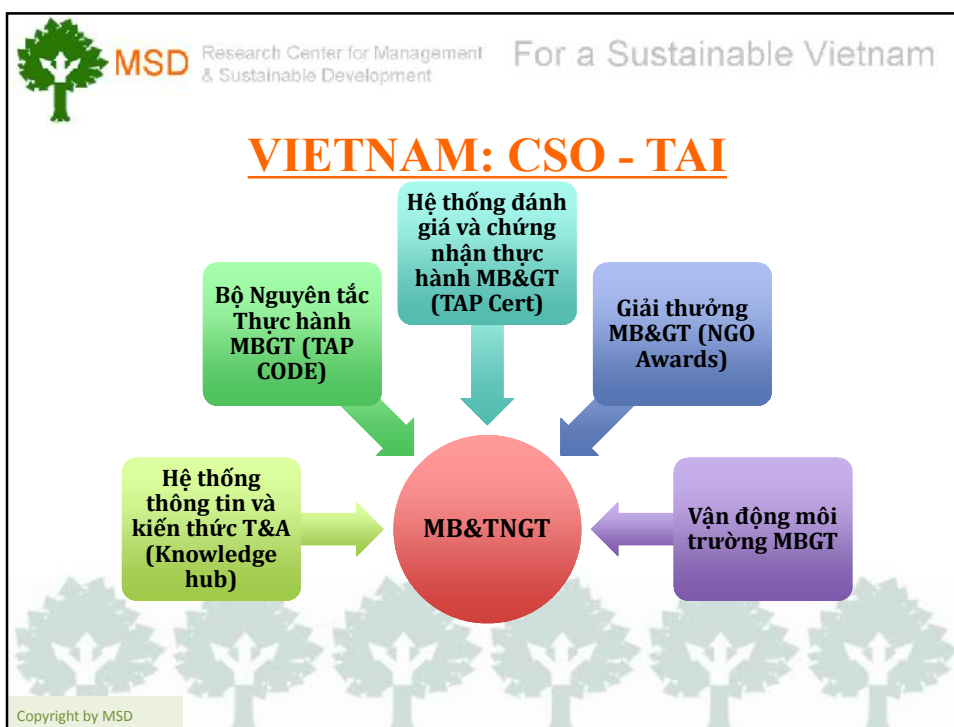 MSD
Research Center for Management
& Sustainable Development
For a Sustainable Vietnam
VIETNAM: CSO - TAI
Hệ thống
thông tin và
kiến thức T&A
(Knowledge
hub)
Bộ Nguyên tắc
Thực hành
MBGT (TAP
CODE)
Hệ thống đánh
giá và chứng
nhận thực
hành MB&GT
(TAP Cert)
Giải thưởng
MB&GT (NGO
Awards)
Vận động môi
trường MBGT
MB&TNGT
Copyright by MSD